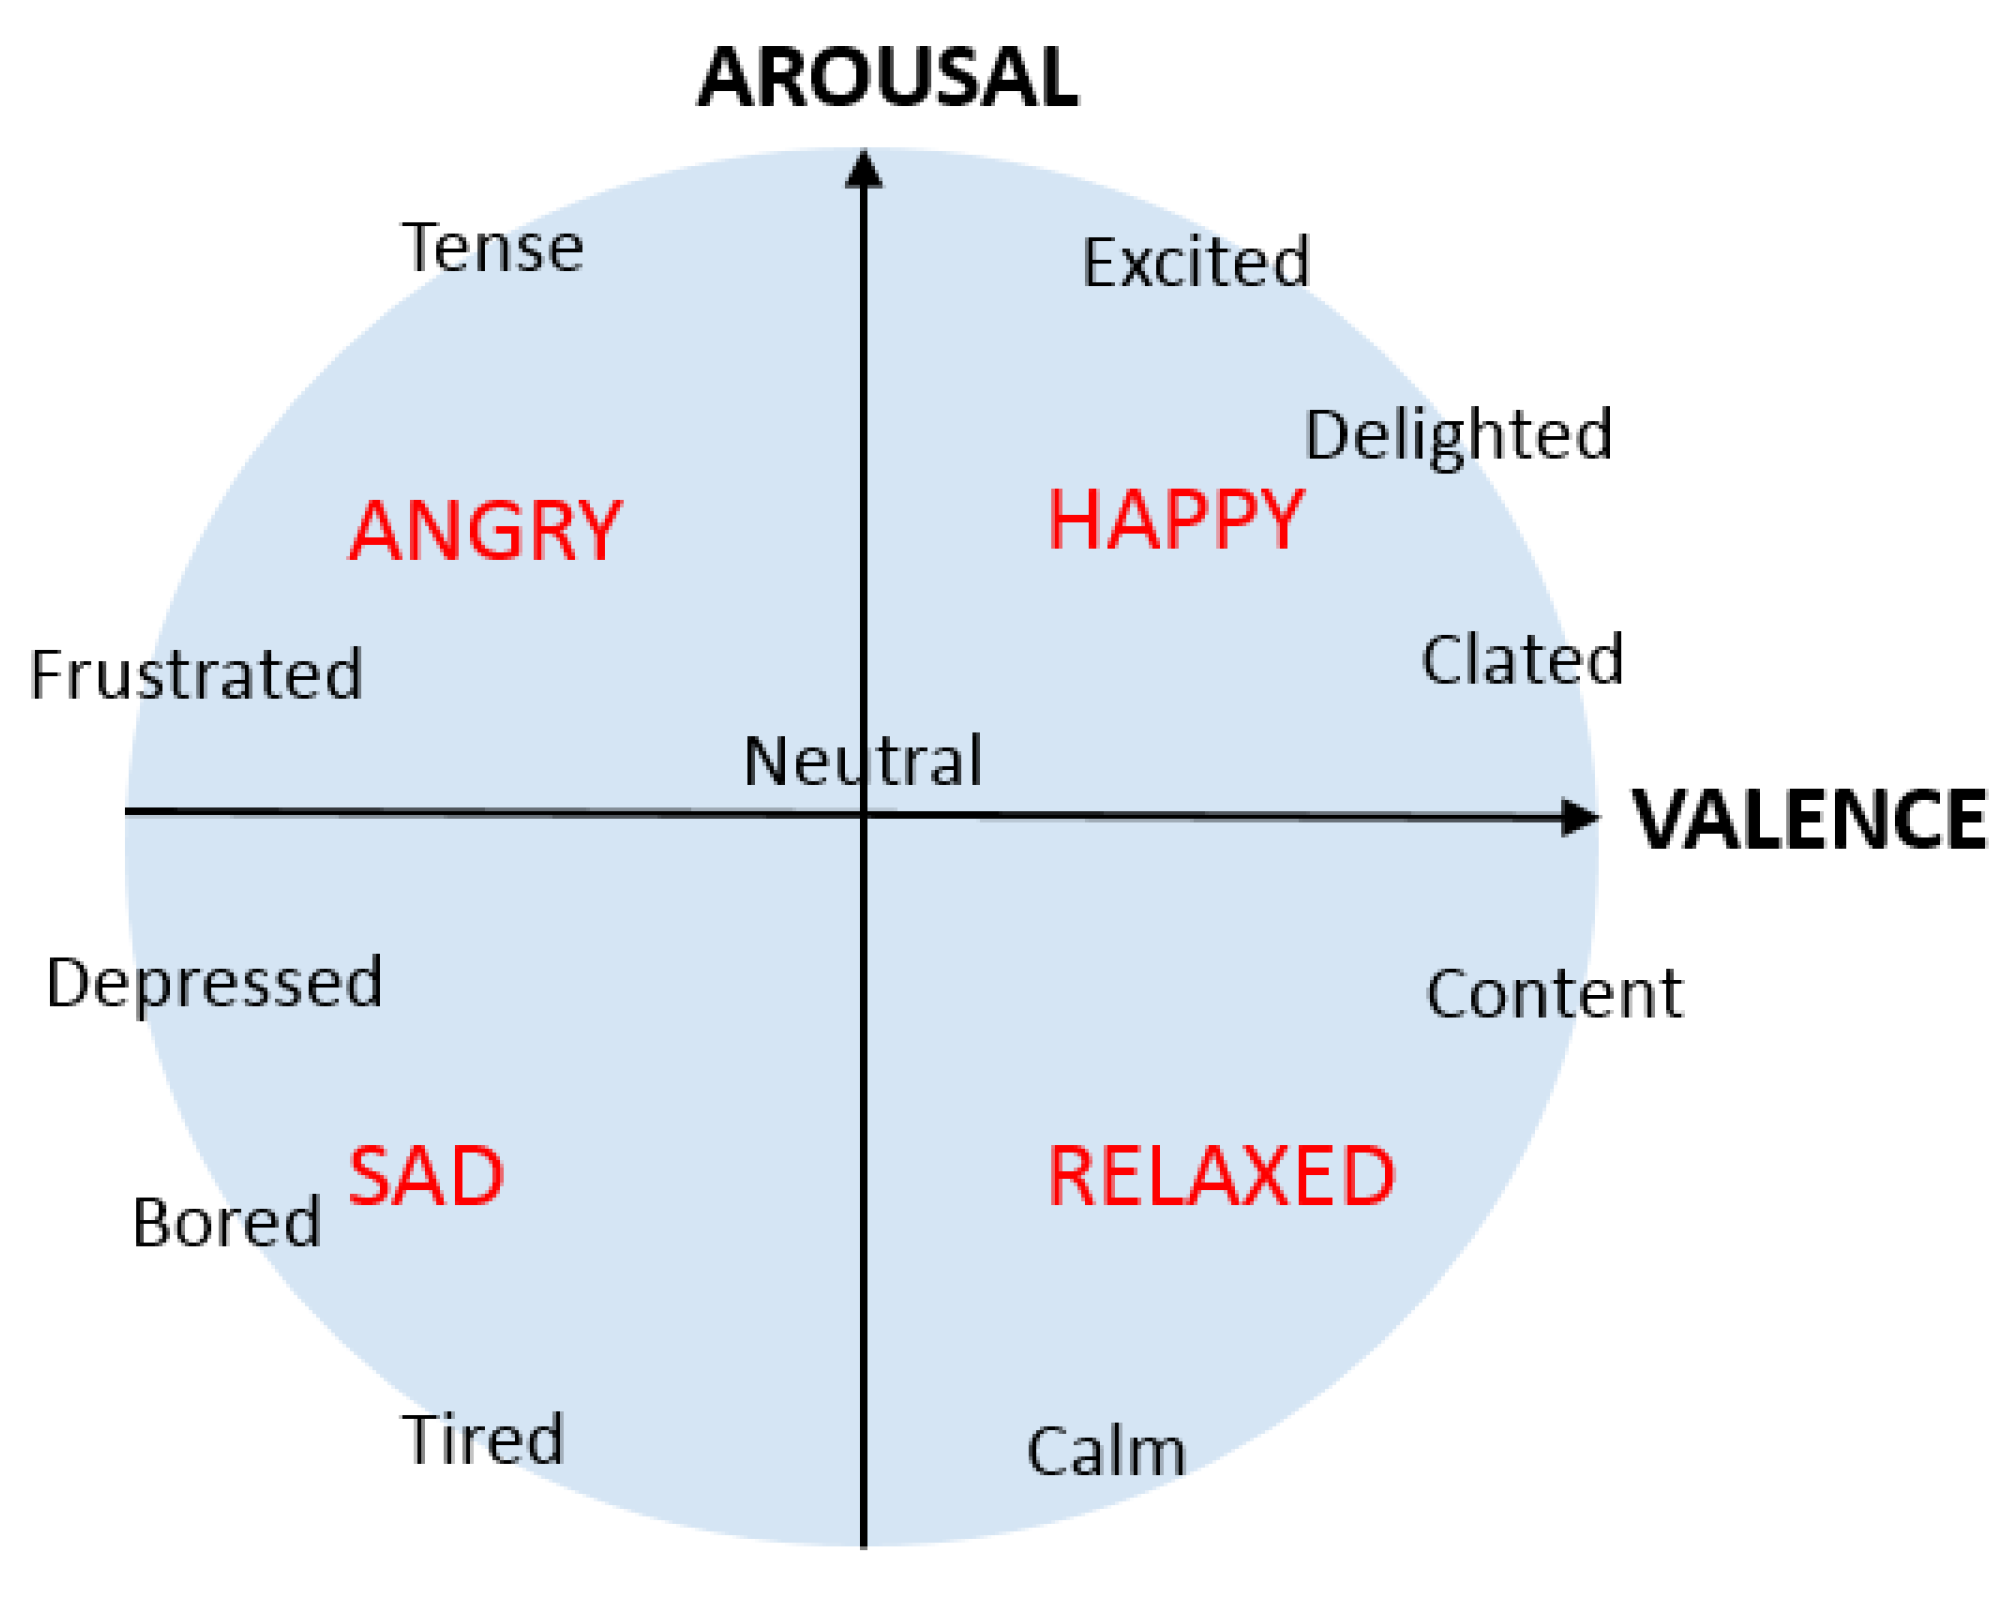 AROUSAL
Tense
Excited
Delighted
ANGRY
HAPPY
Frustrated
Clated
Neutral
VALENCE
Depressed
Content
SAD
RELAXED
Bored
Tired
Calm